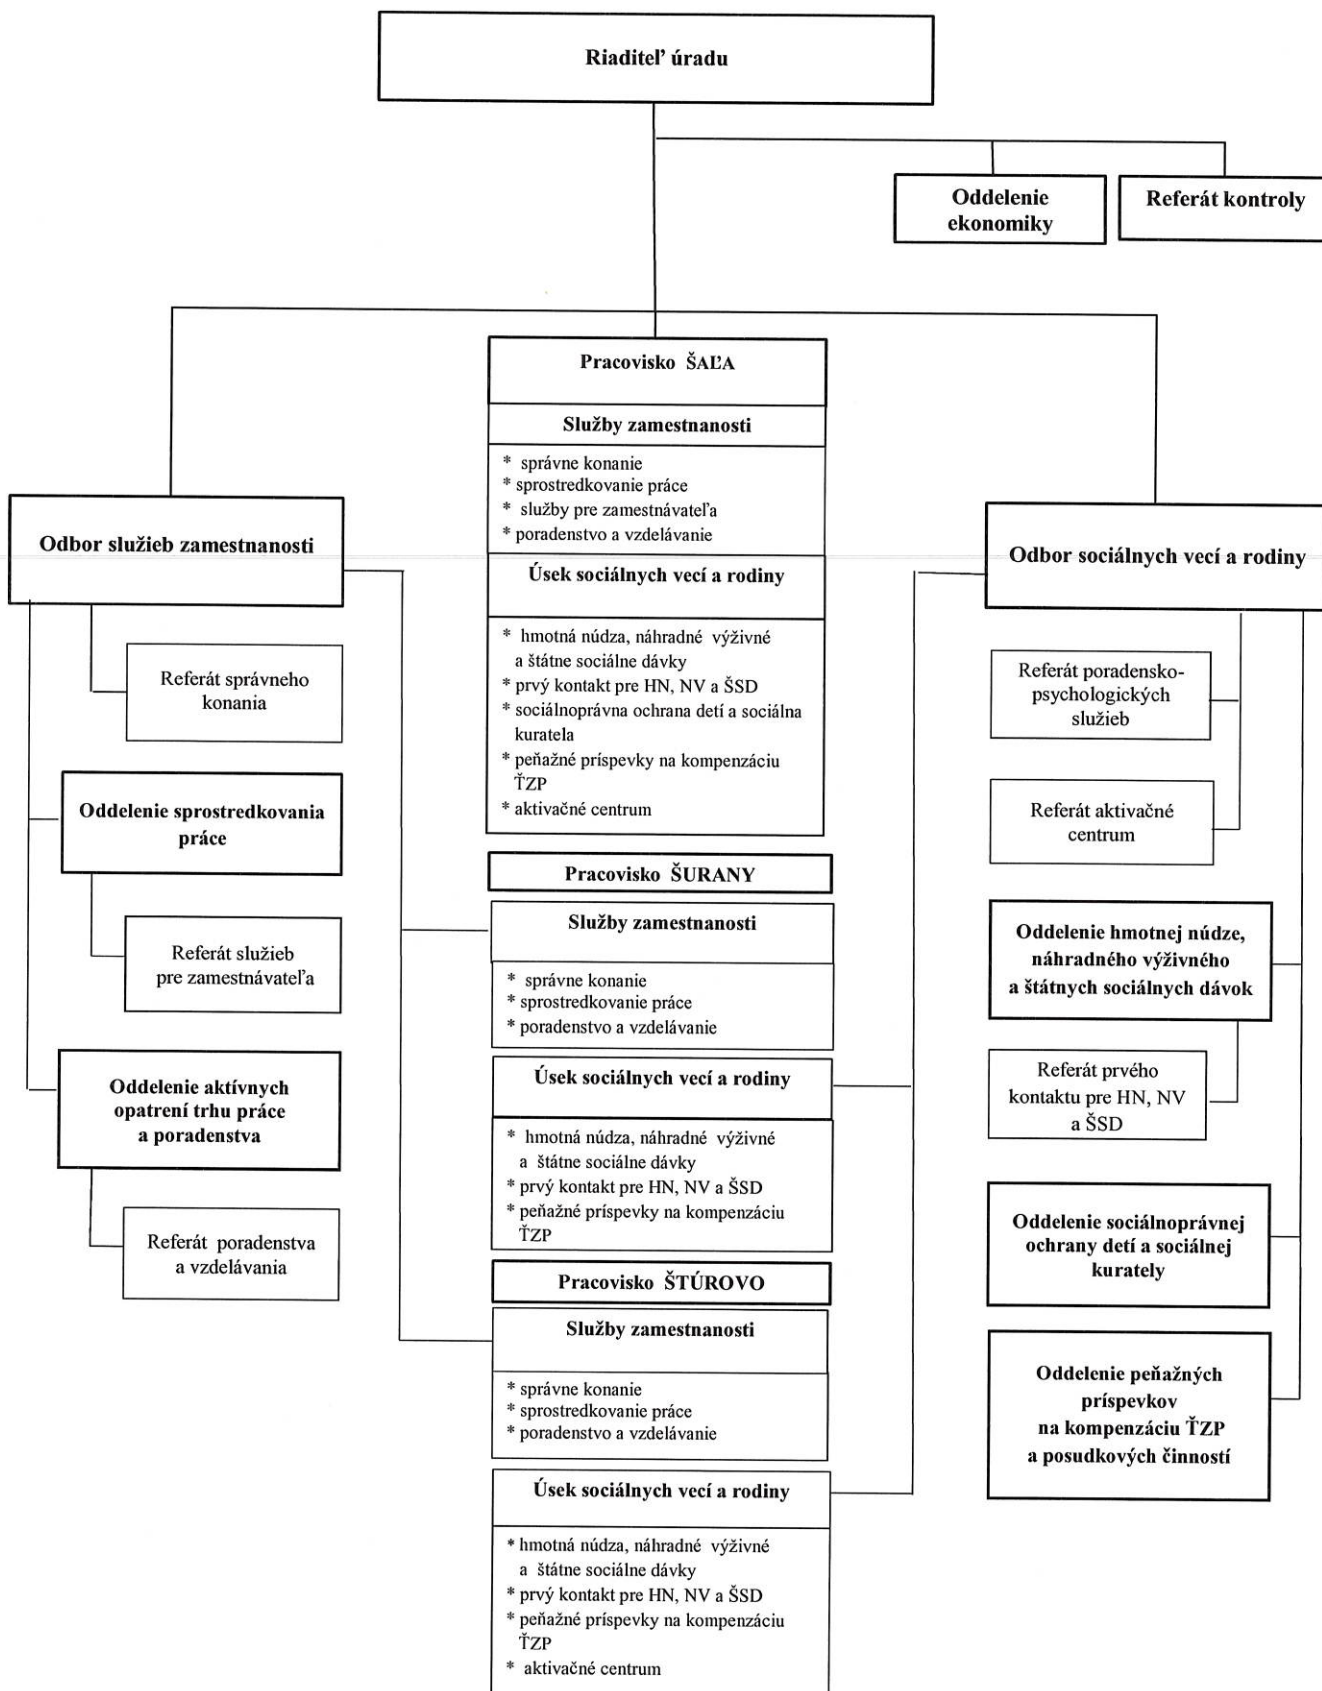 Riaditeľ úradu
Oddelenie
ekonomiky
Referát kontroly
Pracovisko ŠAĽA
Služby zamestnanosti
* správne konanie
* sprostredkovanie práce
* služby pre zamestnávateľa
* poradenstvo a vzdelávanie
Úsek sociálnych vecí a rodiny
* hmotná núdza, náhradné výživné
a štátne sociálne dávky
* prvý kontakt pre HN, NV a ŠSD
* sociálnoprávna ochrana detí a sociálna
kuratela
* peňažné príspevky na kompenzáciu
ŤZP
* aktivačné centrum
Odbor služieb zamestnanosti
Referát správneho
konania
Oddelenie sprostredkovania
práce
Referát služieb
pre zamestnávateľa
Oddelenie aktívnych
opatrení trhu práce
a poradenstva
Referát poradenstva
a vzdelávania
Pracovisko ŠURANY
Služby zamestnanosti
* správne konanie
* sprostredkovanie práce
* poradenstvo a vzdelávanie
Úsek sociálnych vecí a rodiny
* hmotná núdza, náhradné výživné
a štátne sociálne dávky
* prvý kontakt pre HN, NV a ŠSD
* peňažné príspevky na kompenzáciu
ŤZP
Pracovisko ŠTÚROVO
Služby zamestnanosti
* správne konanie
* sprostredkovanie práce
* poradenstvo a vzdelávanie
Úsek sociálnych vecí a rodiny
* hmotná núdza, náhradné výživné
a štátne sociálne dávky
* prvý kontakt pre HN, NV a ŠSD
* peňažné príspevky na kompenzáciu
ŤZP
* aktivačné centrum
Odbor sociálnych vecí a rodiny
Referát poradensko-
psychologických
služieb
Referát aktivačné
centrum
Oddelenie hmotnej núdze,
náhradného výživného
a štátnych sociálnych dávok
Referát prvého
kontaktu pre HN, NV
a ŠSD
Oddelenie sociálnoprávnej
ochrany detí a sociálnej
kurately
Oddelenie peňažných
príspevkov
na kompenzáciu ŤZP
a posudkových činností